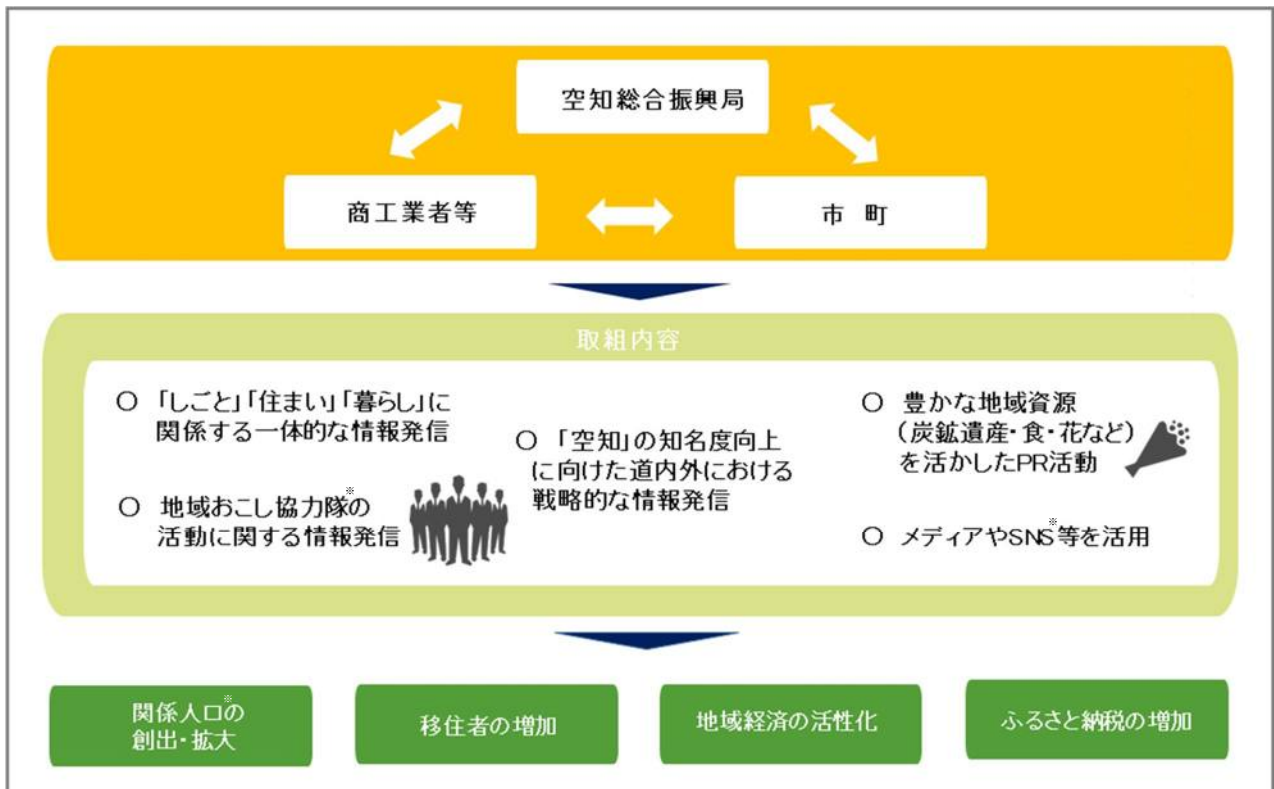 空知総合振興局
商工業者等
市 町
取組内容
○ 「しごと」「住まい」「暮らし」に
関係する一体的な情報発信
○ 地域おこし協力隊※の
活動に関する情報発信
○ 「空知」の知名度向上
に向けた道内外における
戦略的な情報発信
○ 豊かな地域資源
（炭鉱遺産・食・花など）
を活かしたPR活動
○ メディアやSNS※等を活用
関係人口※の
創出・拡大
移住者の増加
地域経済の活性化
ふるさと納税の増加